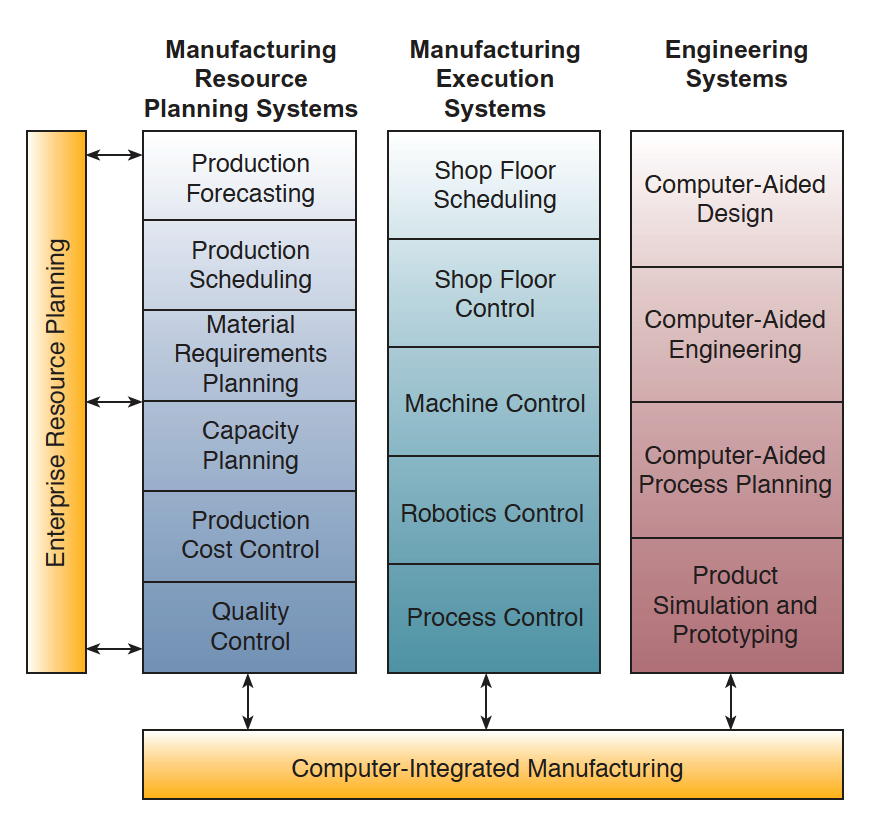 Manufacturing
Resource
Planning Systems
Manufacturing
Execution
Systems
Engineering
Systems
Enterprise Resource Planning
Production
Forecasting
Production
Scheduling
Material
Requirements
Planning
Capacity
Planning
Production
Cost Control
Quality
Control
Shop Floor
Scheduling
Shop Floor
Control
Machine Control
Robotics Control
Process Control
Computer-Aided
Design
Computer-Aided
Engineering
Computer-Aided
Process Planning
Product
Simulation and
Prototyping
Computer-Integrated Manufacturing